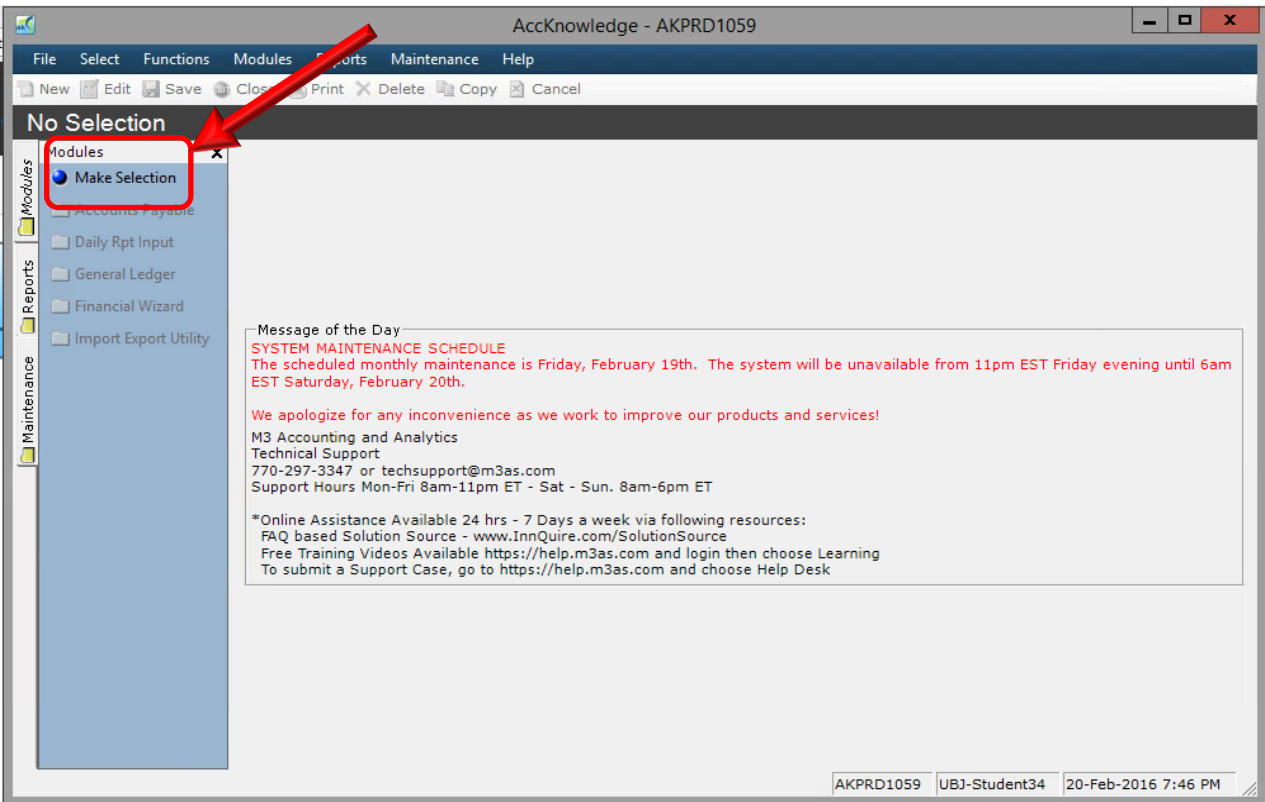 AccKnowledge - AKPRD1059
File Select Functions Modules Reports Maintenance Help
New Edit Save Close Print Delete Copy Cancel
No Selection
Modules
Make Selection
Accounts Payable
Daily Rpt Input
General Ledger
Financial Wizard
Import Export Utility
Modules
Reports
Maintenance
Message of the Day
SYSTEM MAINTENANCE SCHEDULE
The scheduled monthly maintenance is Friday, February 19th. The system will be unavailable from 11pm EST Friday evening until 6am
EST Saturday, February 20th.
We apologize for any inconvenience as we work to improve our products and services!
M3 Accounting and Analytics
Technical Support
770-297-3347 or techsupport@m3as.com
Support Hours Mon-Fri 8am-11pm ET - Sat - Sun. 8am-6pm ET
*Online Assistance Available 24 hrs - 7 Days a week via following resources:
FAQ based Solution Source - www.InnQuire.com/SolutionSource
Free Training Videos Available https://help.m3as.com and login then choose Learning
To submit a Support Case, go to https://help.m3as.com and choose Help Desk
AKPRD1059 UBJ-Student34 20-Feb-2016 7:46 PM